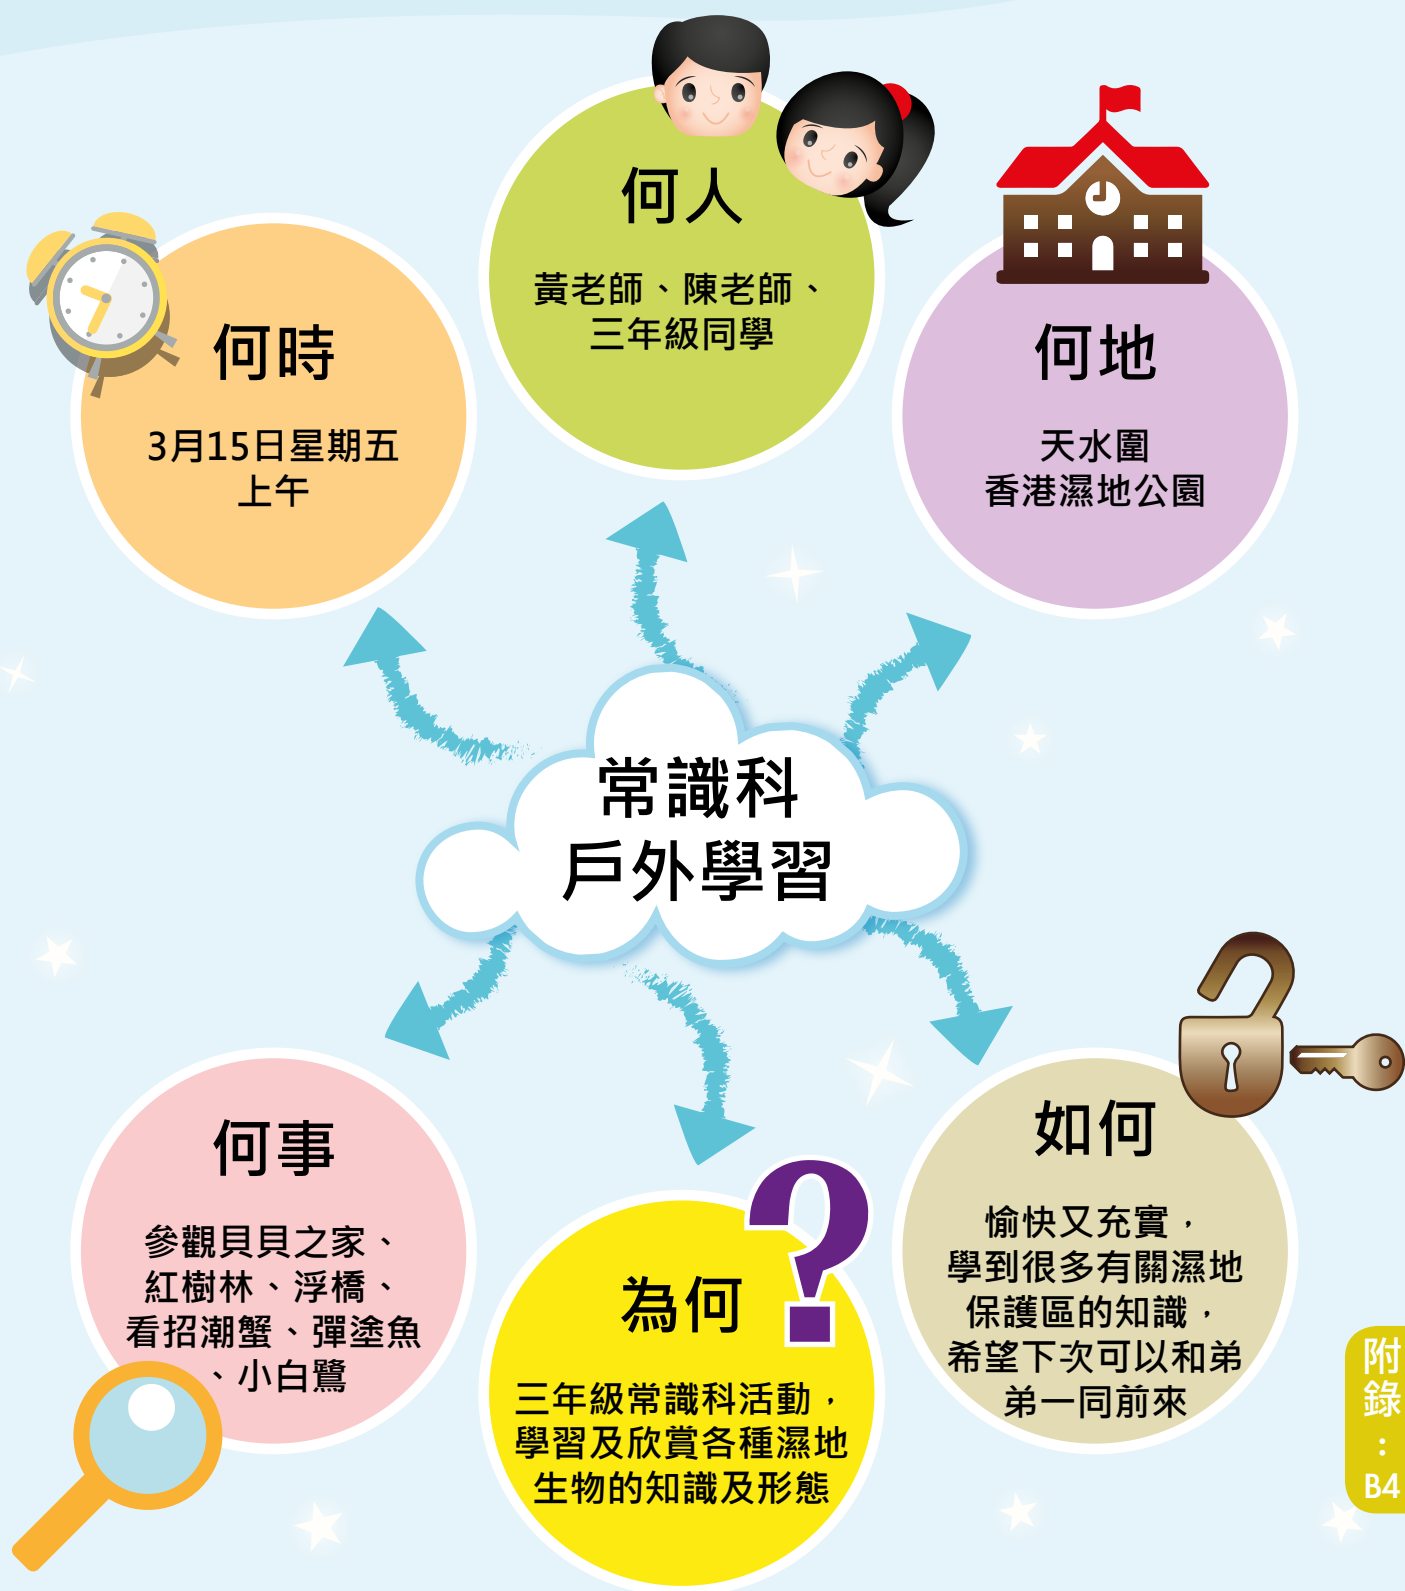 何人
黃老師、陳老師、
三年級同學
何時
3月15日星期五
上午
何地
天水圍
香港濕地公園
常識科
戶外學習
何事
參觀貝貝之家、
紅樹林、浮橋、
看招潮蟹、彈塗魚
、小白鷺
為何
三年級常識科活動，
學習及欣賞各種濕地
生物的知識及形態
如何
愉快又充實，
學到很多有關濕地
保護區的知識，
希望下次可以和弟
弟一同前來
附錄：B4